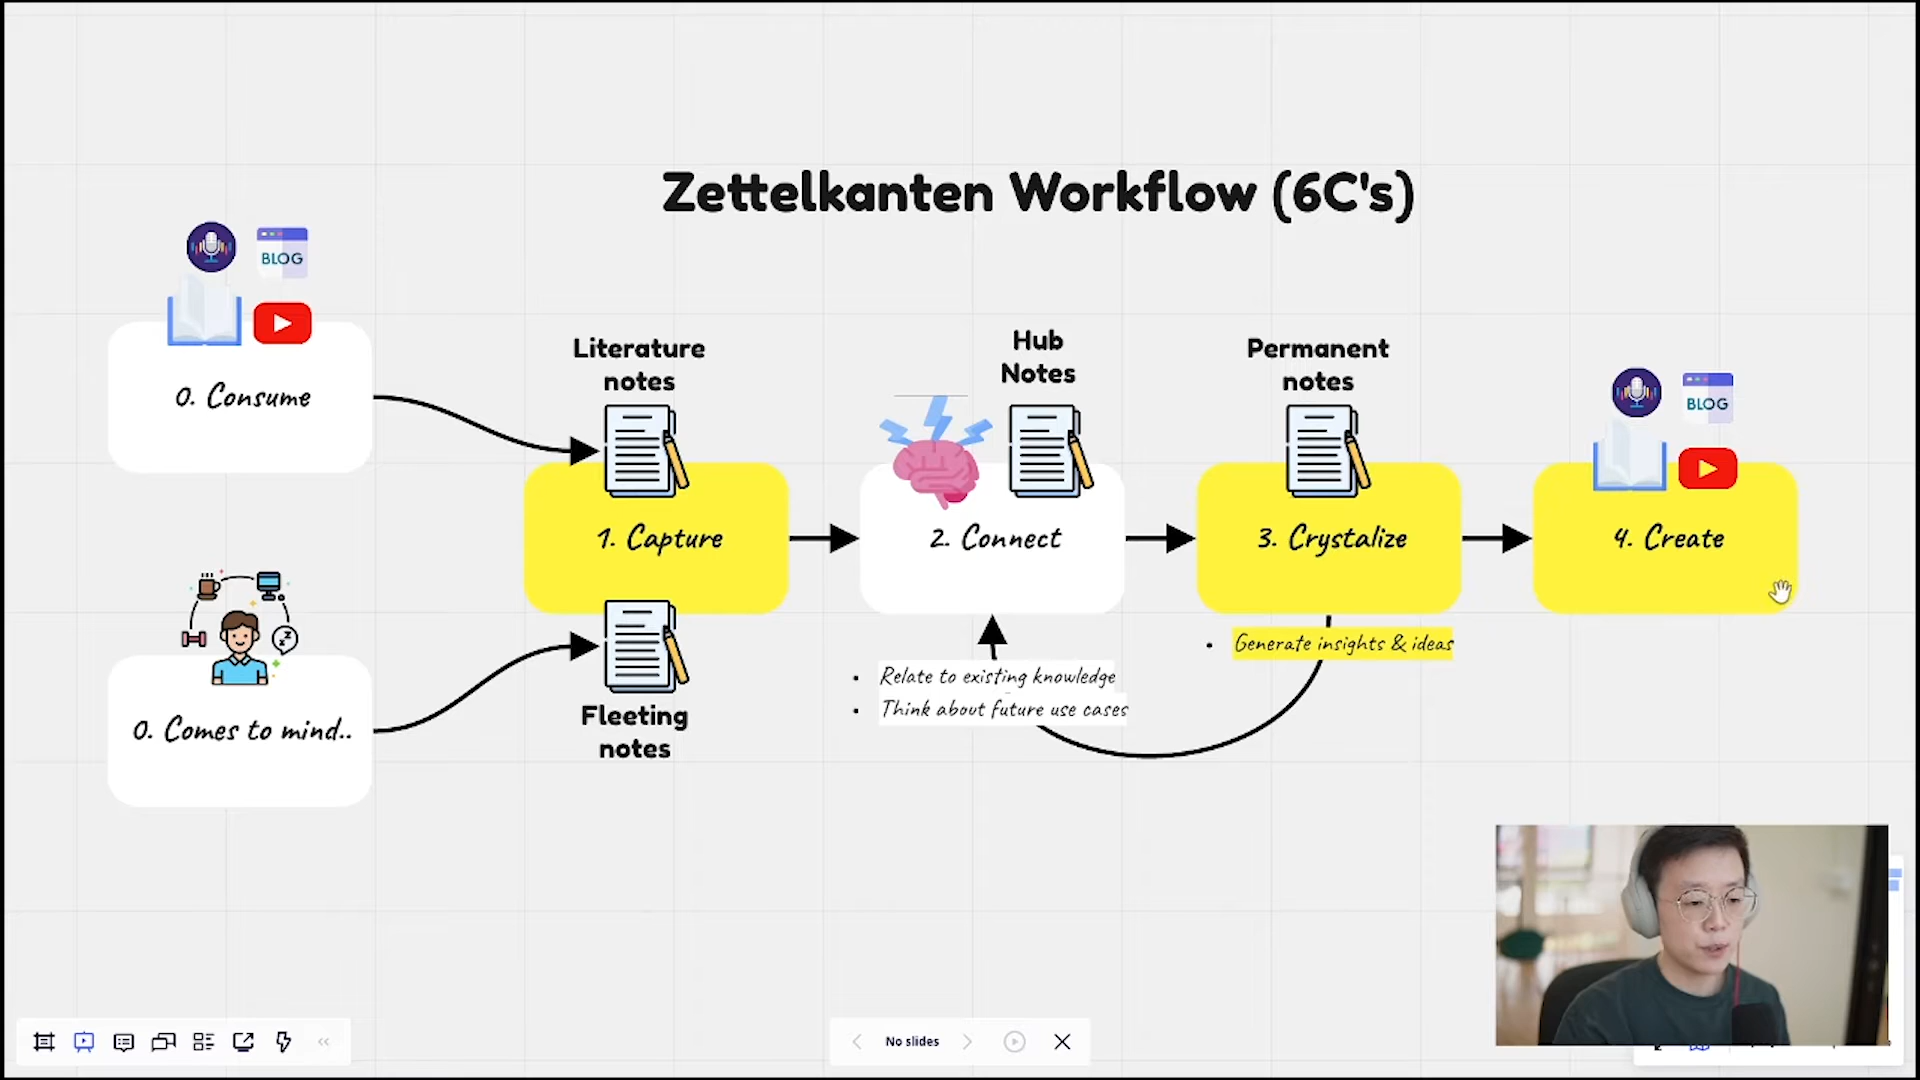 Zettelkanten Workflow (6C's)
BLOG
0. Consume
Literature
notes
Hub
Notes
Permanent
notes
BLOG
1. Capture
2. Connect
3. Crystalize
4. Create
0. Comes to mind..
Fleeting
notes
Relate to existing knowledge
Think about future use cases
Generate insights & ideas
No slides